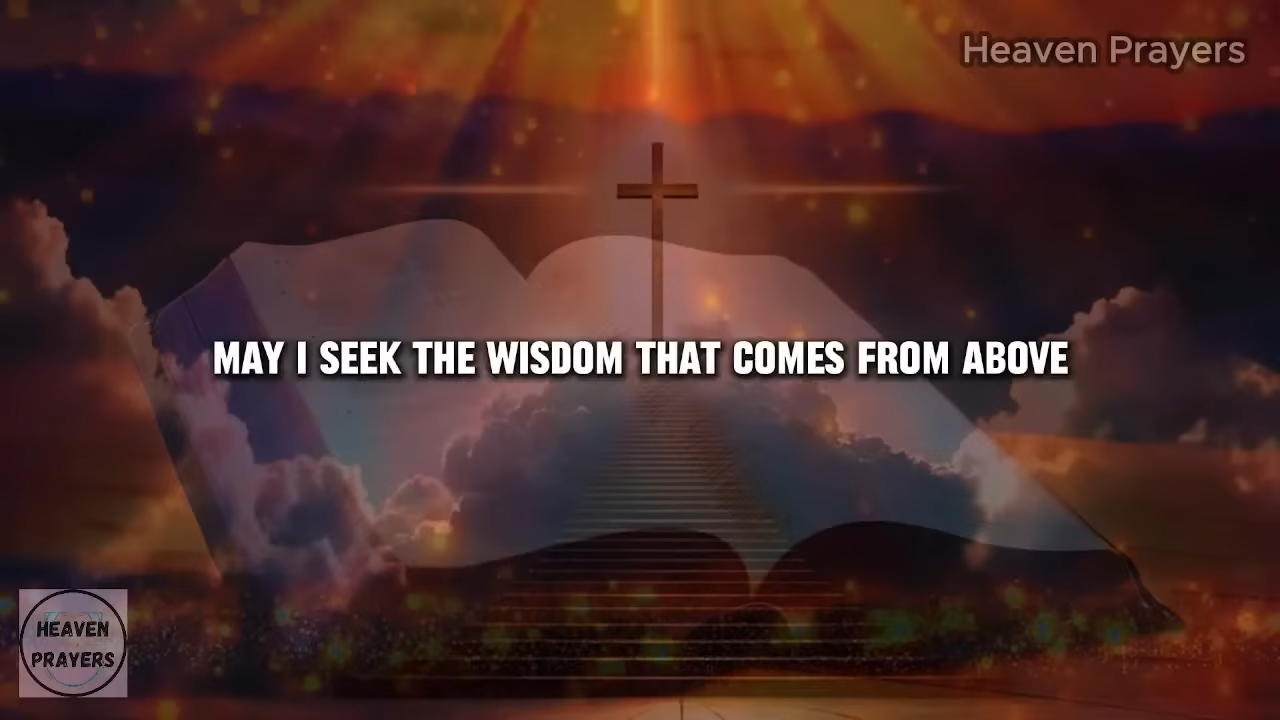 Heaven Prayers
MAY I SEEK THE WISDOM THAT COMES FROM ABOVE
HEAVEN
PRAYERS